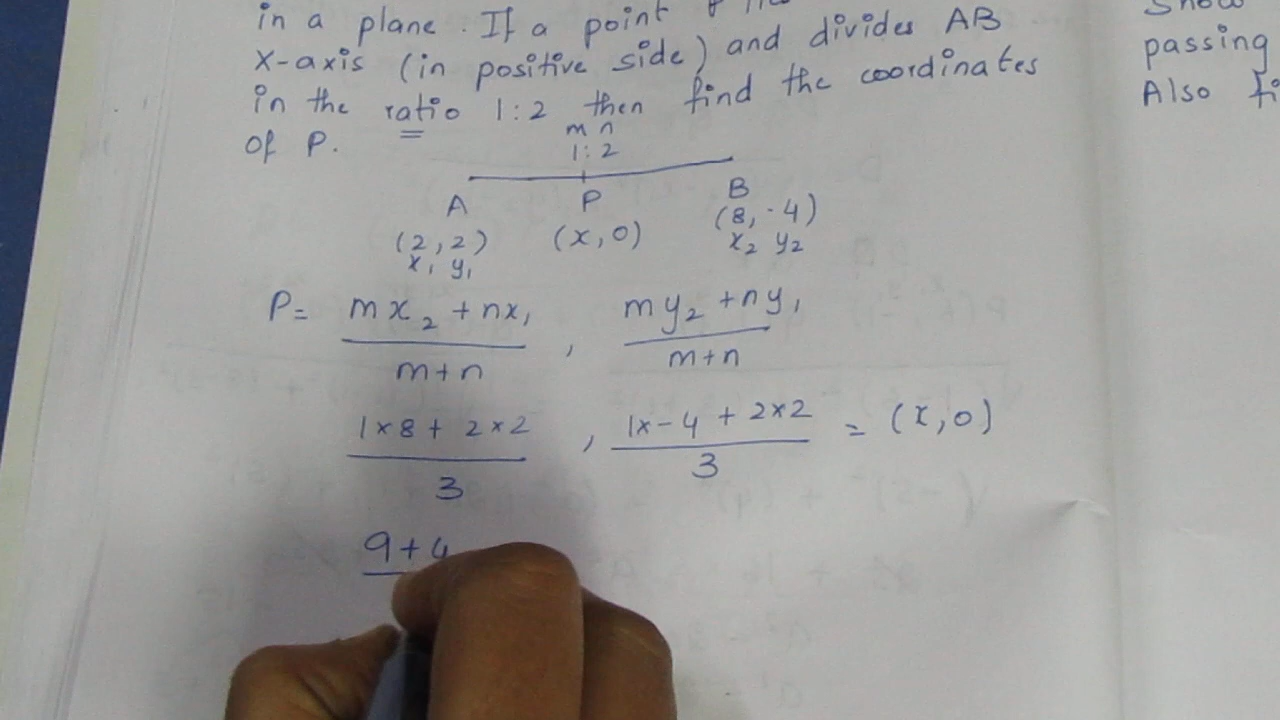 in a plane. If a point P
X-axis (in positive side) and divides AB
in the ratio 1:2 then find the coordinates
of P.
m n
1:2
A P B
(2,2) (x,0) (8,-4)
x₁ y₁ x₂ y₂
P= mx₂ + nx₁ / m+n , my₂ + ny₁ / m+n
1×8 + 2×2 / 3 , 1×-4 + 2×2 / 3 = (x,0)
9+4
Show
passing
Also